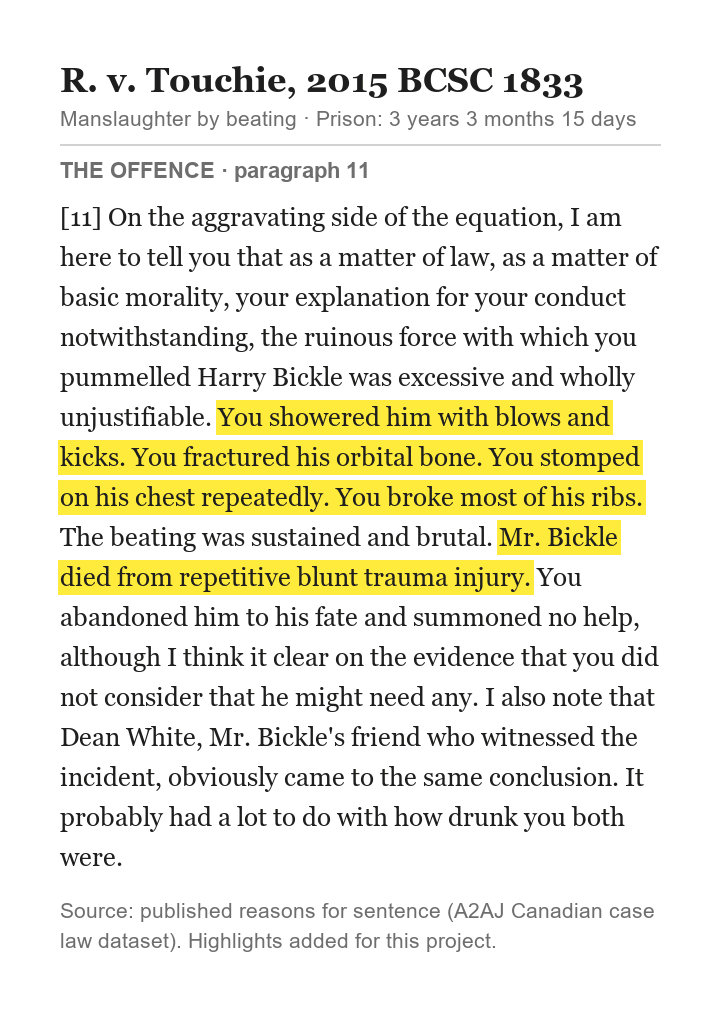 R. v. Touchie, 2015 BCSC 1833
Manslaughter by beating · Prison: 3 years 3 months 15 days
THE OFFENCE · paragraph 11
[11] On the aggravating side of the equation, I am
here to tell you that as a matter of law, as a matter of
basic morality, your explanation for your conduct
notwithstanding, the ruinous force with which you
pummelled Harry Bickle was excessive and wholly
unjustifiable. You showered him with blows and
kicks. You fractured his orbital bone. You stomped
on his chest repeatedly. You broke most of his ribs.
The beating was sustained and brutal. Mr. Bickle
died from repetitive blunt trauma injury. You
abandoned him to his fate and summoned no help,
although I think it clear on the evidence that you did
not consider that he might need any. I also note that
Dean White, Mr. Bickle's friend who witnessed the
incident, obviously came to the same conclusion. It
probably had a lot to do with how drunk you both
were.
Source: published reasons for sentence (A2AJ Canadian case
law dataset). Highlights added for this project.